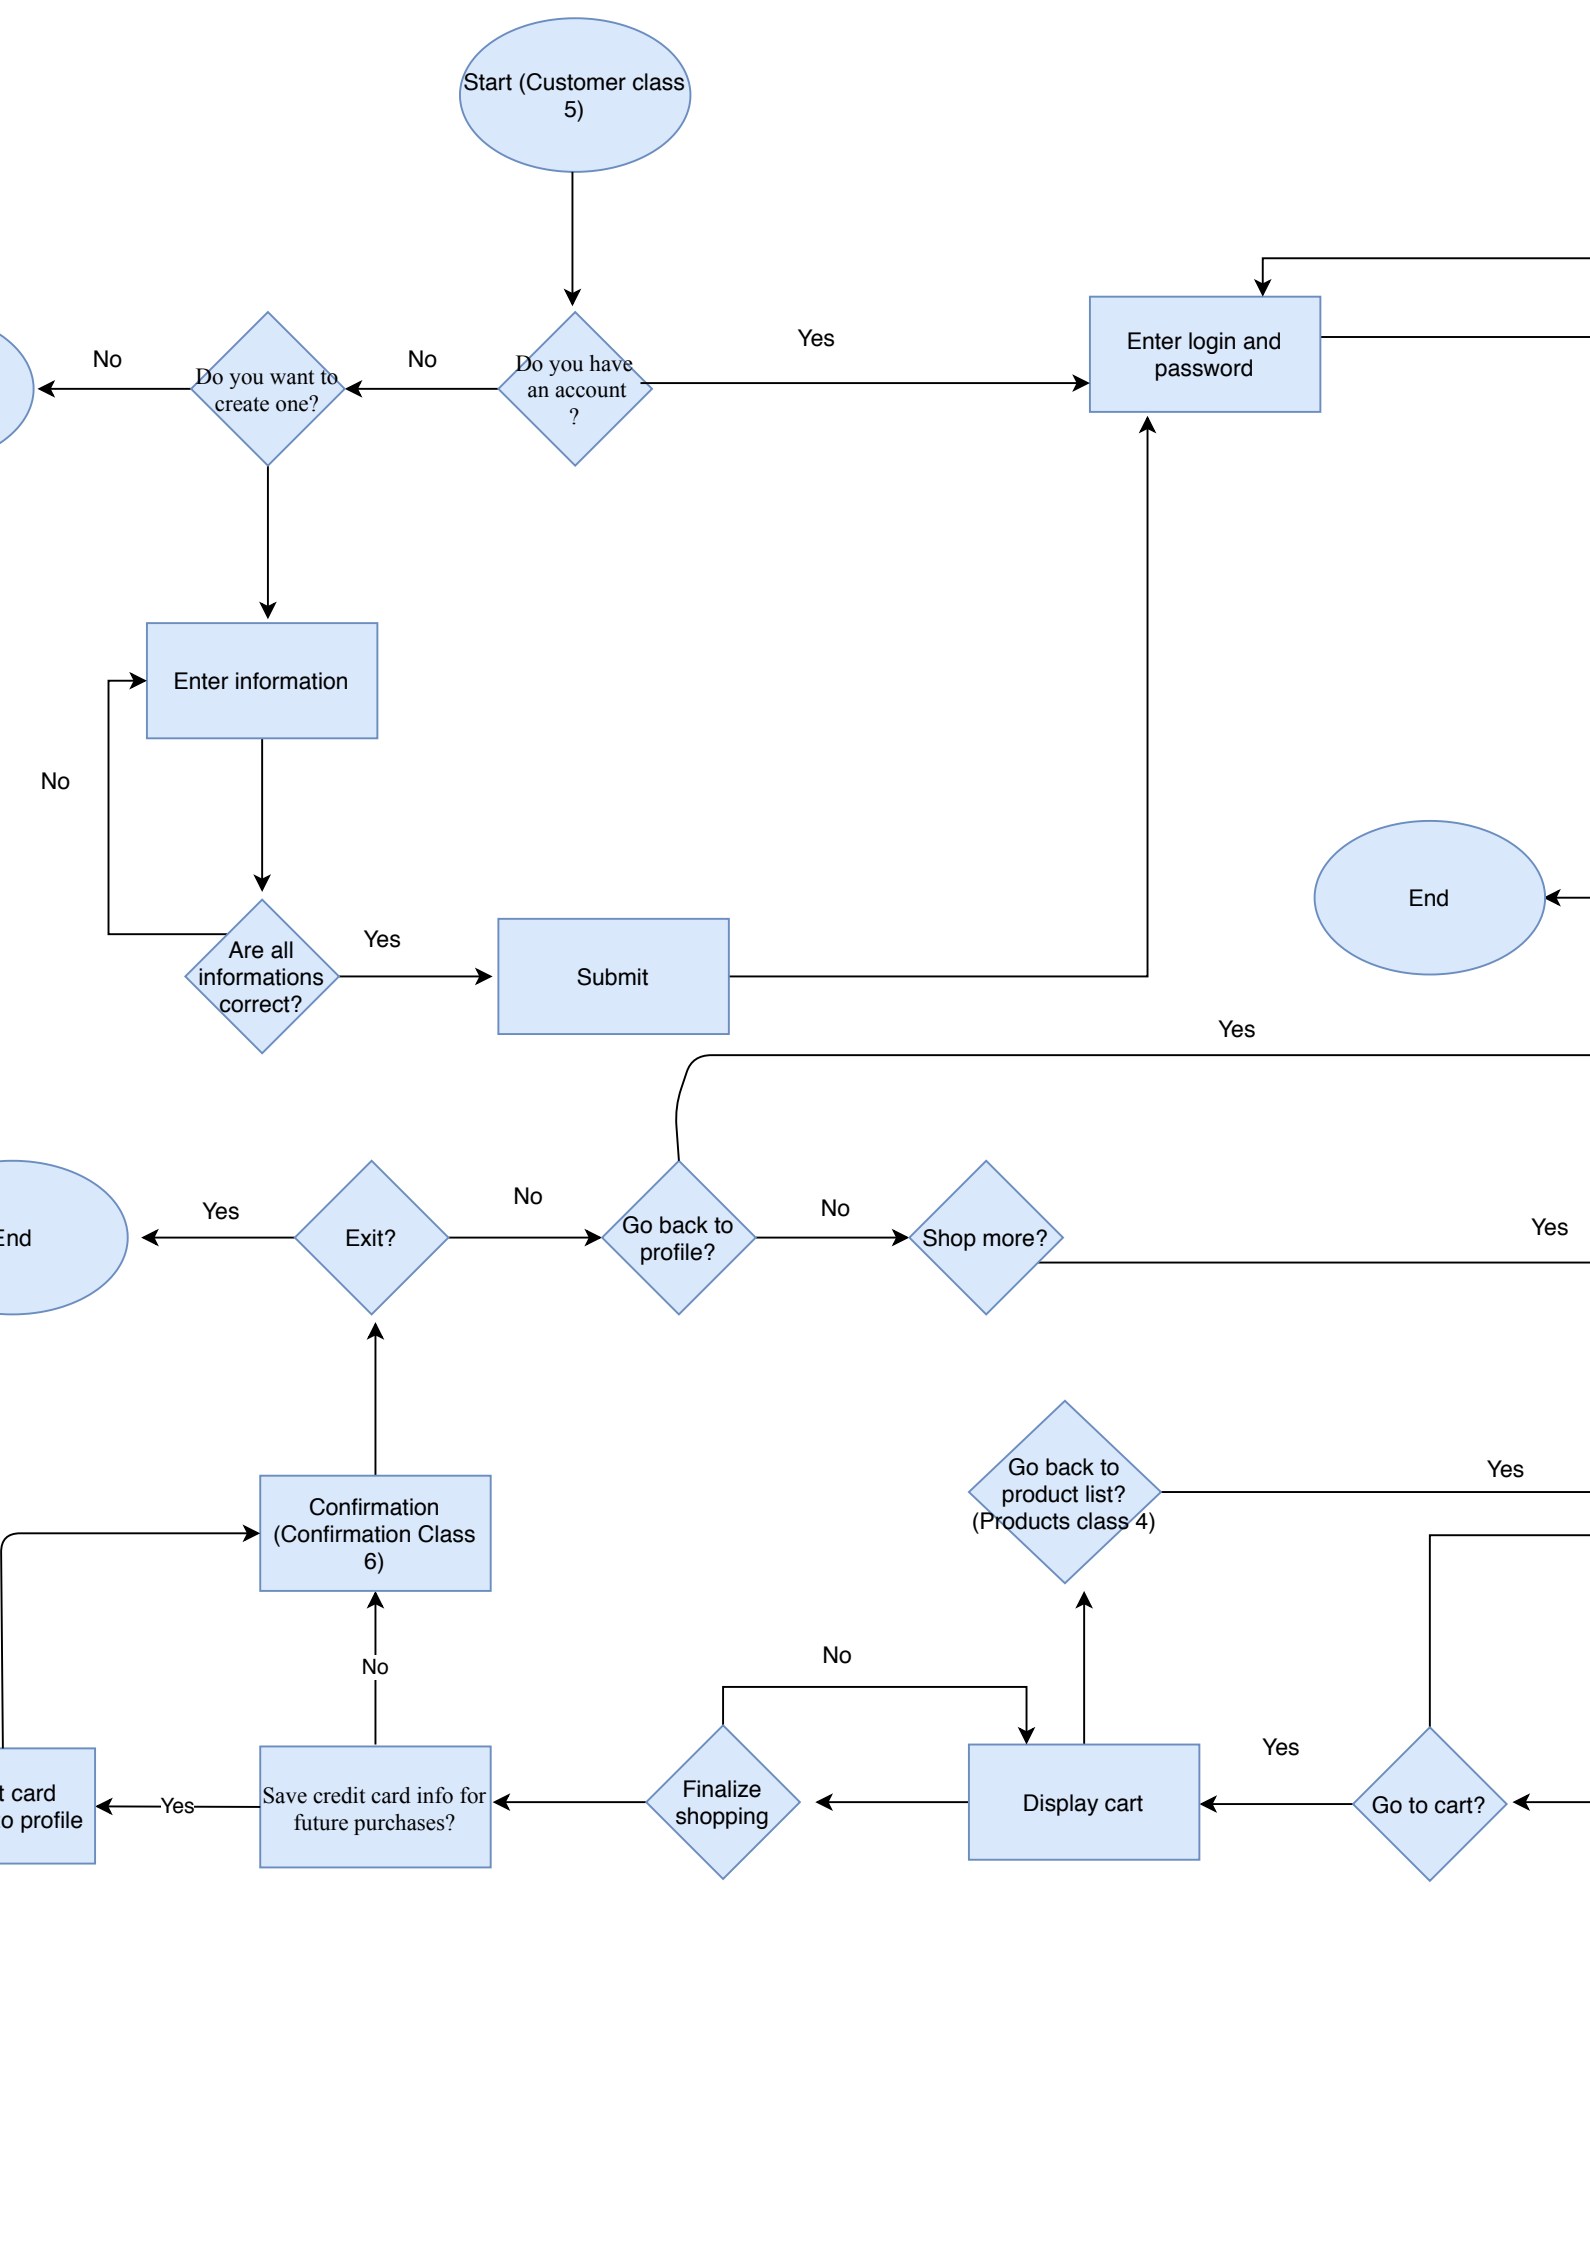 Start (Customer class
5)
Yes
No
No
Enter login and
password
Do you have
an account
?
Do you want to
create one?
Enter information
No
End
Yes
Are all
informations
correct?
Submit
Yes
No
No
Yes
Yes
End
Exit?
Go back to
profile?
Shop more?
Go back to
product list?
(Products class 4)
Yes
Confirmation
(Confirmation Class
6)
No
No
Yes
t card
o profile
Yes
Save credit card info for
future purchases?
Finalize
shopping
Display cart
Go to cart?